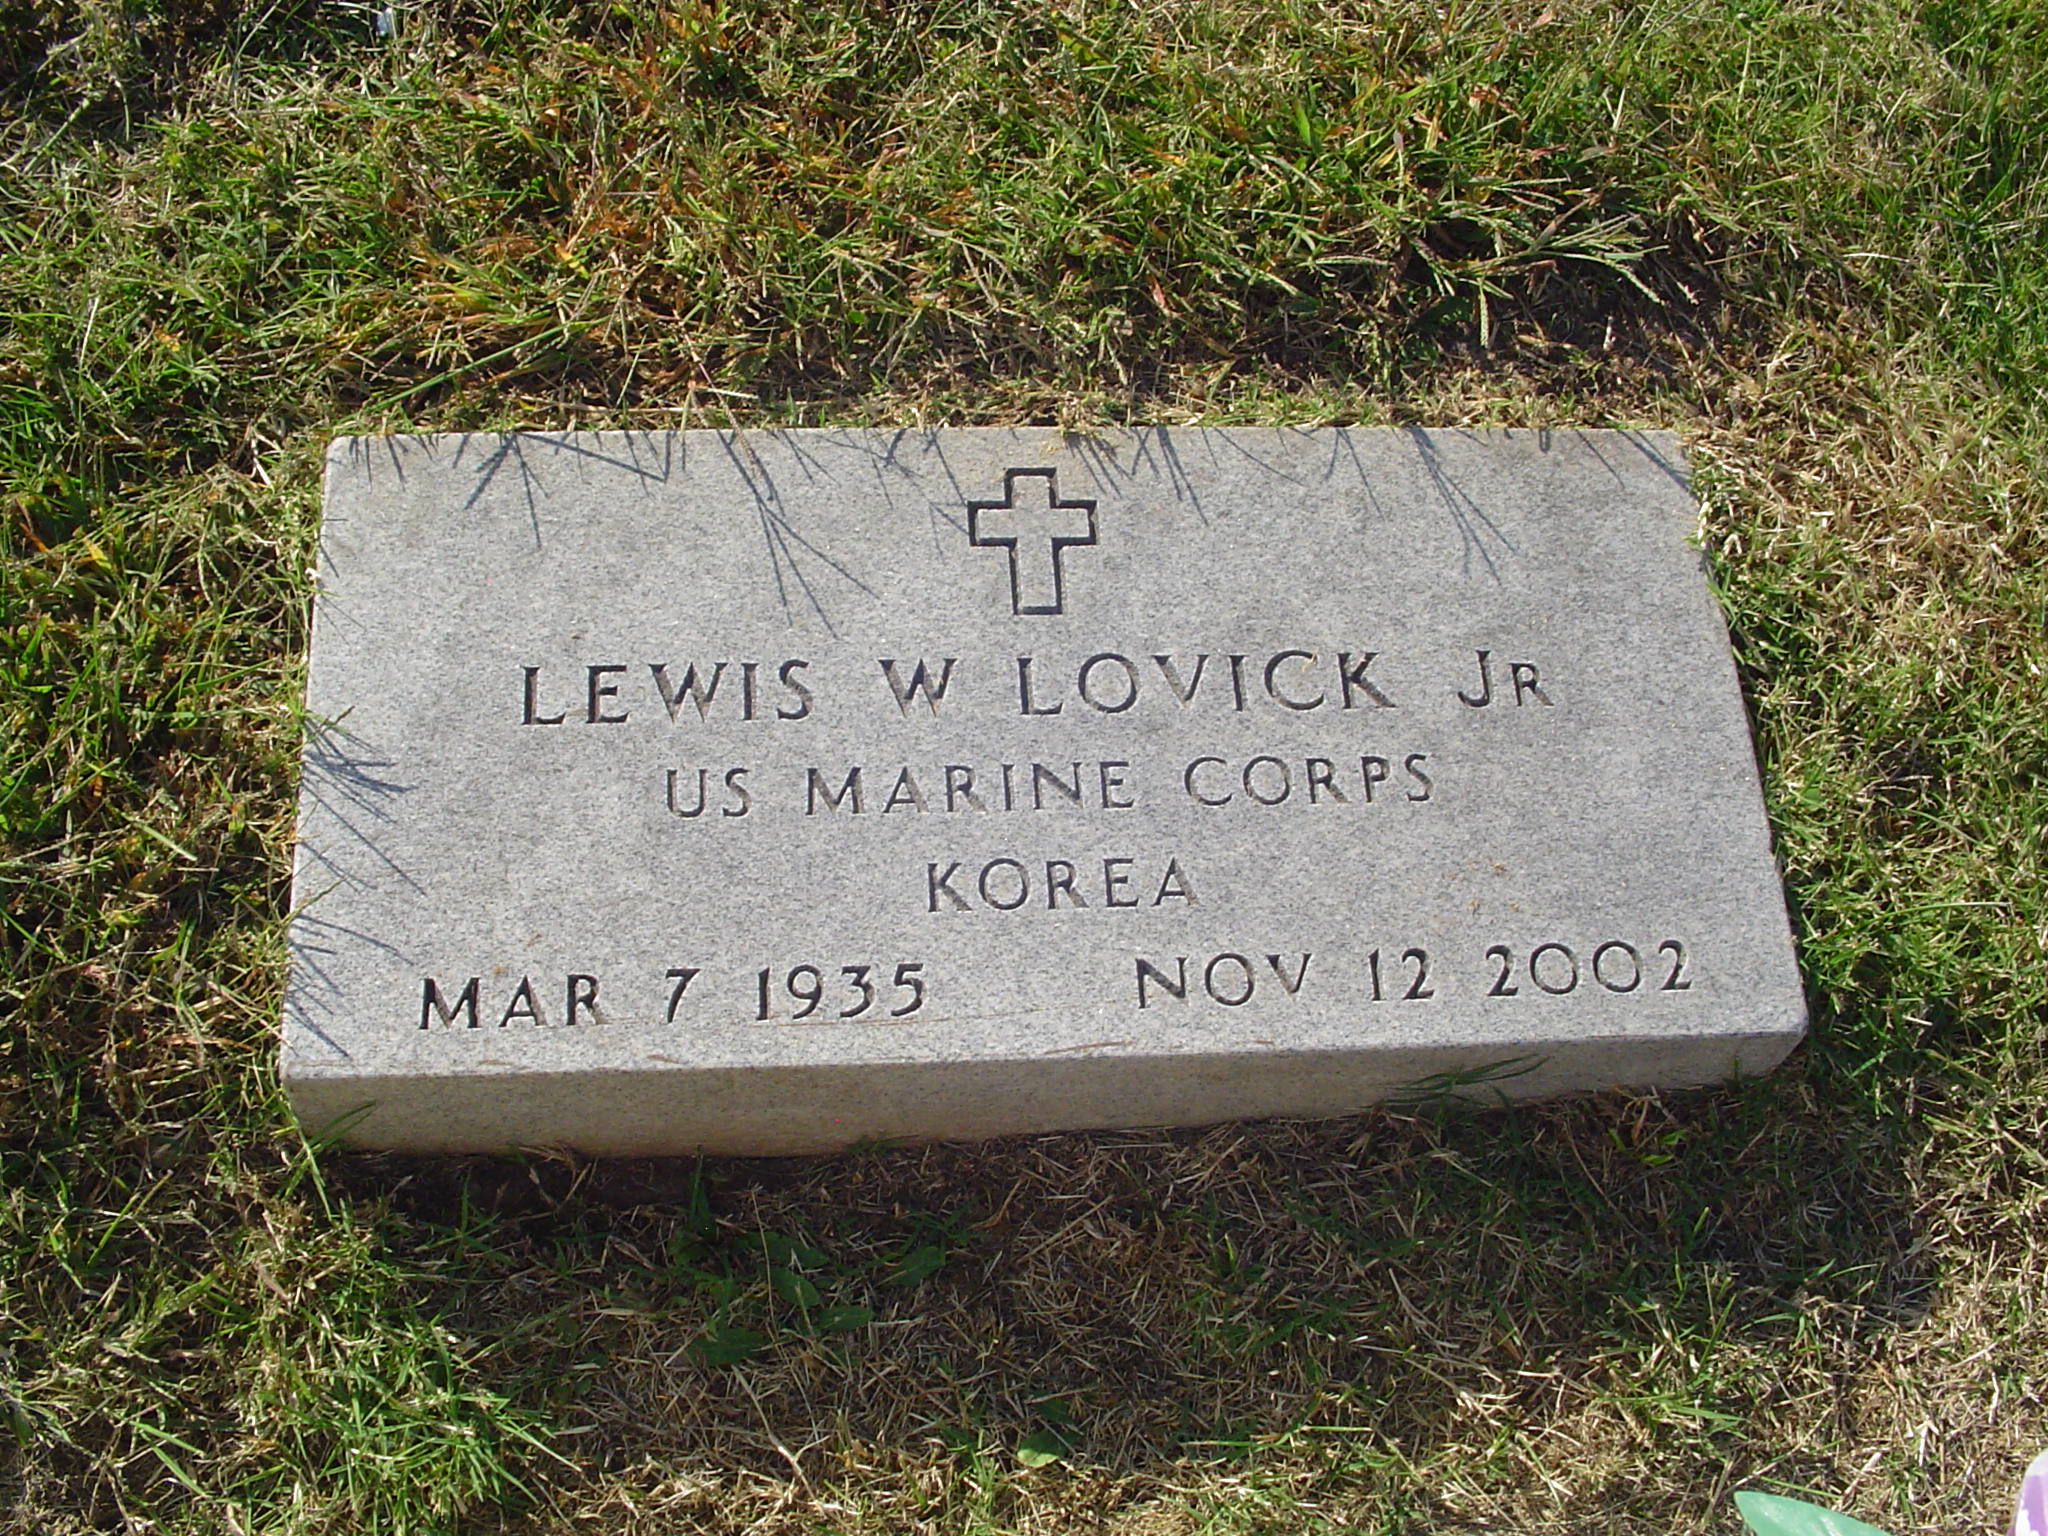 LEWIS W LOVICK JR
US MARINE CORPS
KOREA
MAR 7 1935 NOV 12 2002